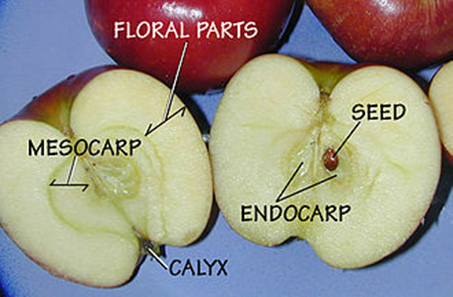 FLORAL PARTS
SEED
MESOCARP
ENDOCARP
CALYX